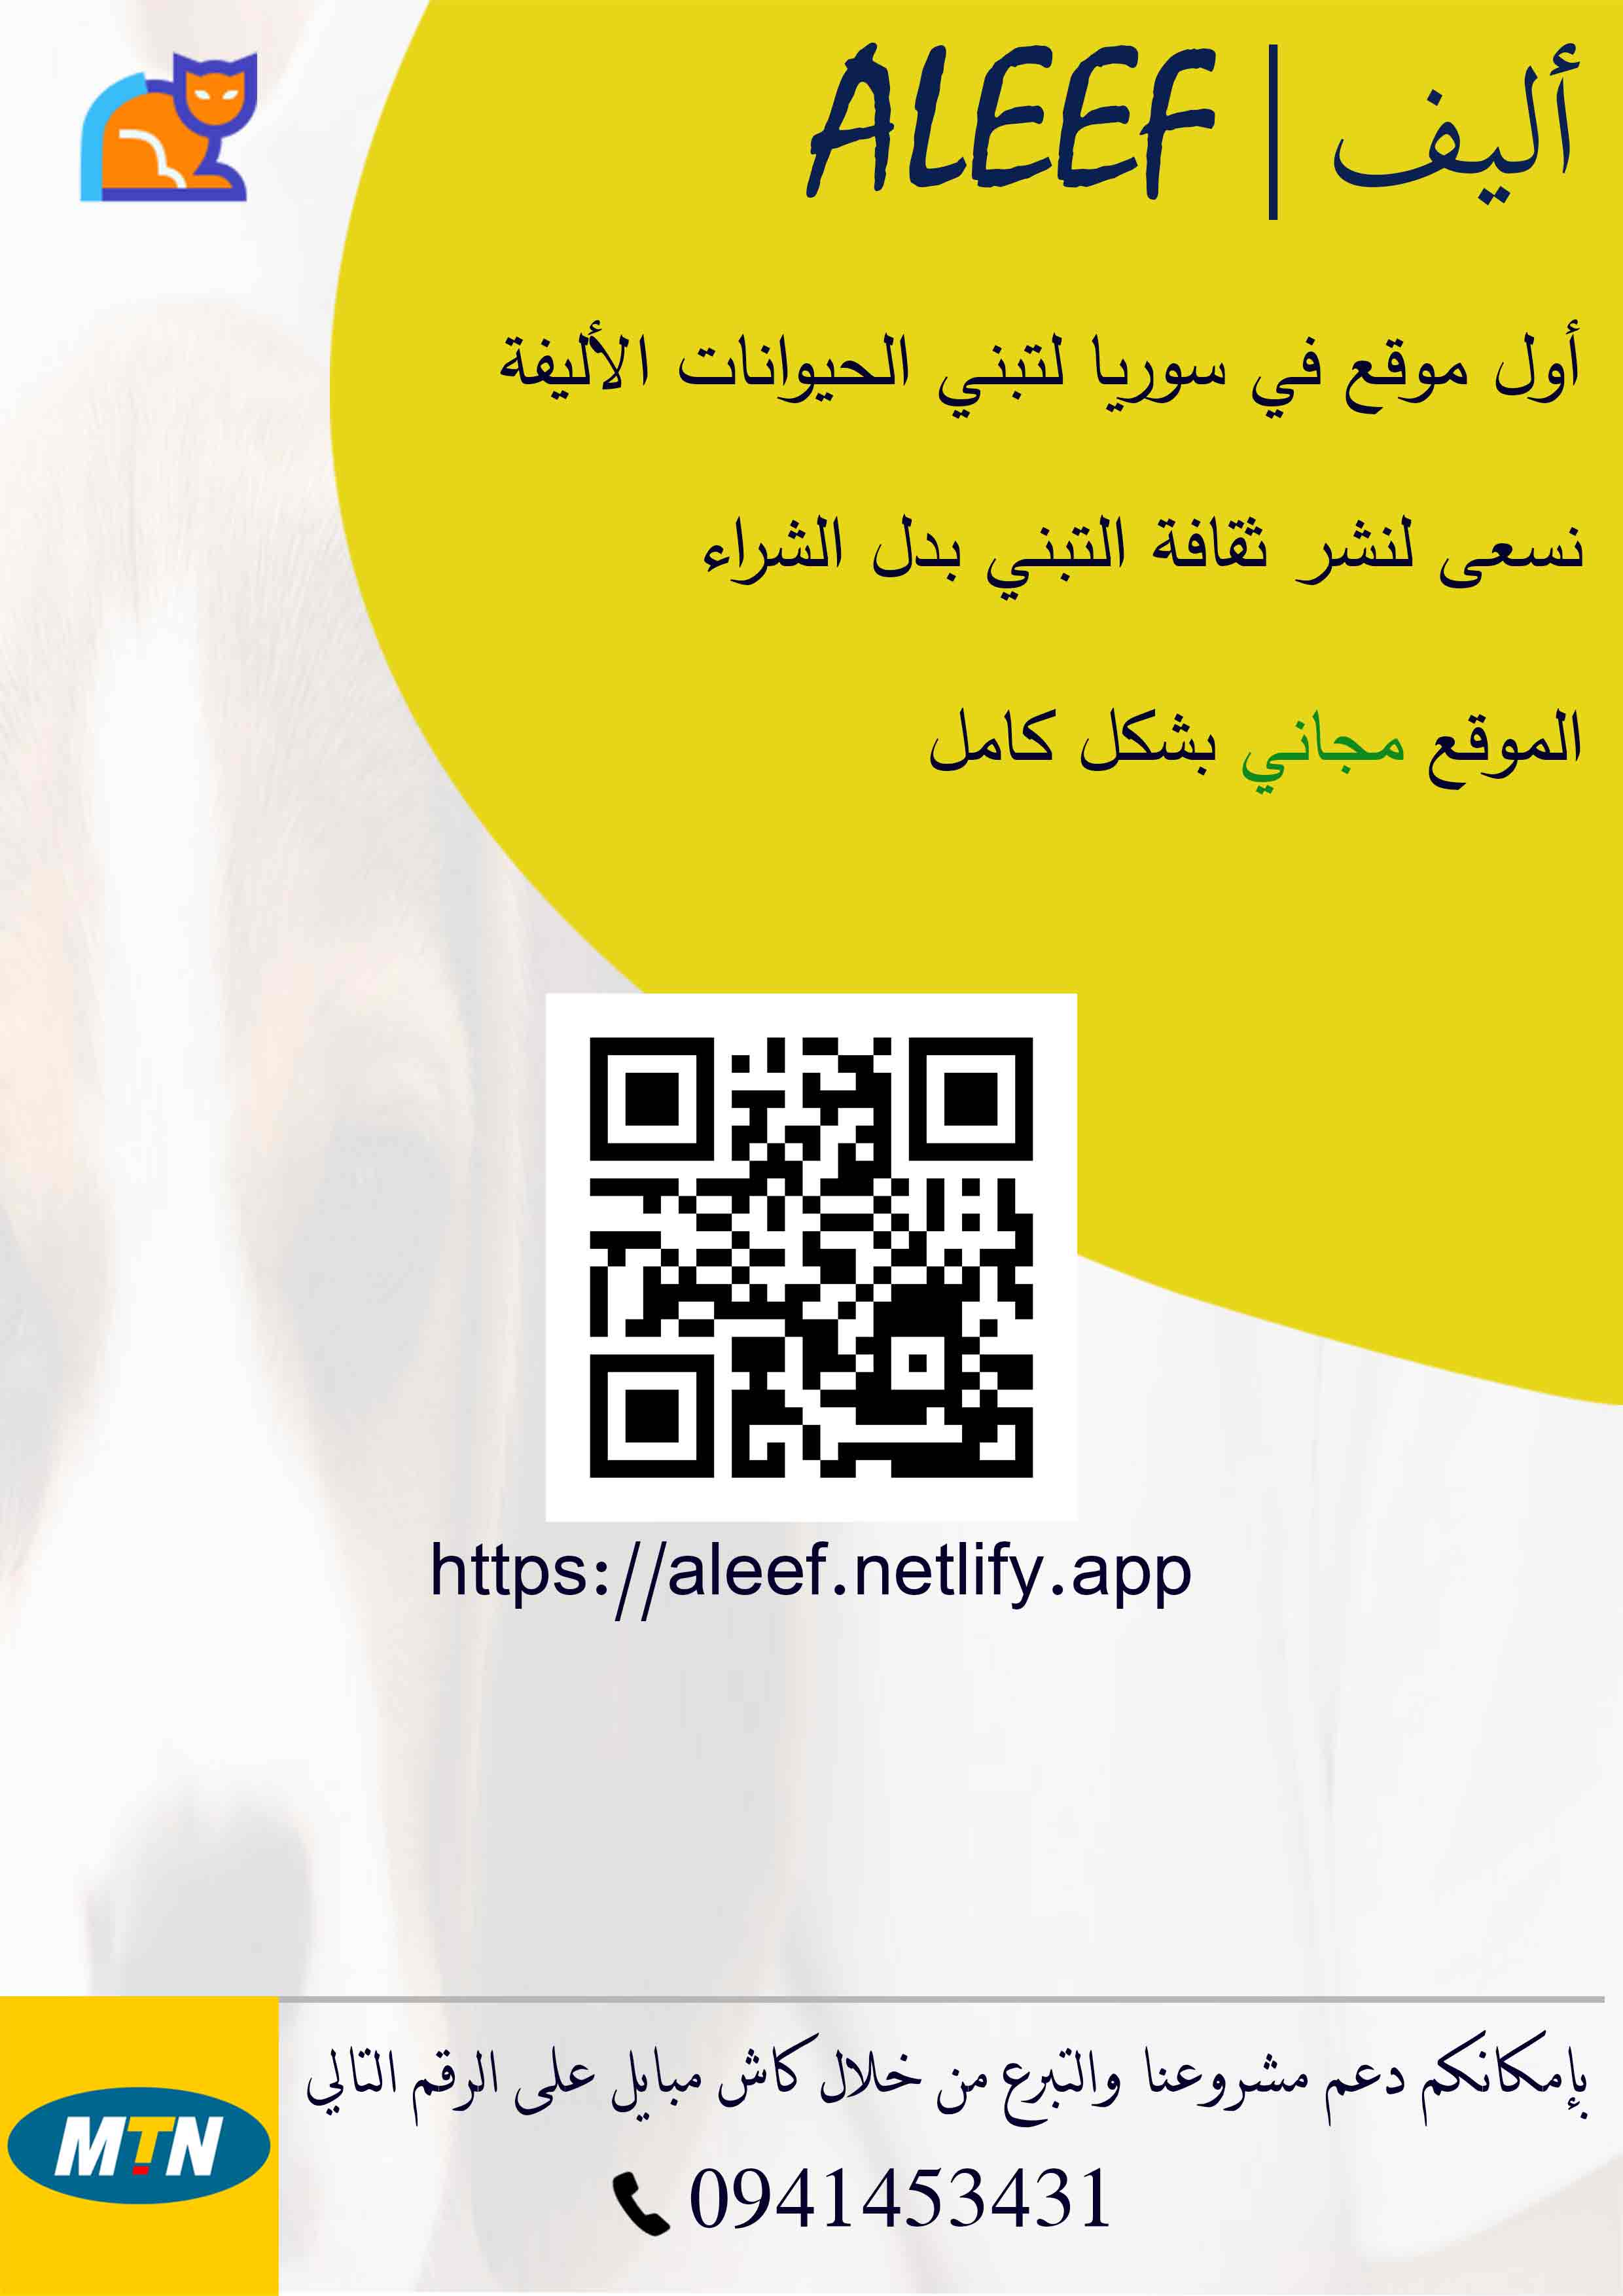 أليف | ALEEF
أول موقع في سوريا لتبني الحيوانات الأليفة
نسعى لنشر ثقافة التبني بدل الشراء
الموقع مجاني بشكل كامل
https://aleef.netlify.app
بإمكانكم دعم مشروعنا والتبرع من خلال كاش مبايل على الرقم التالي
MTN
0941453431